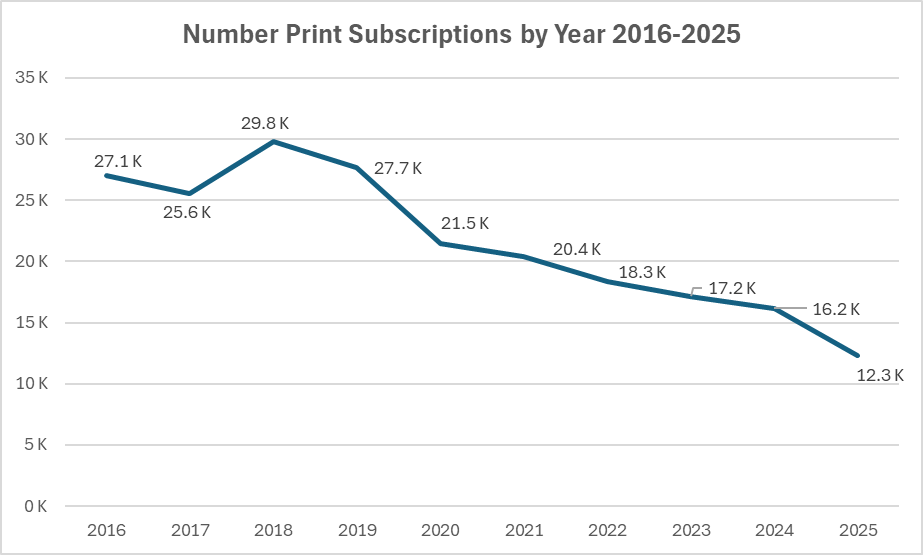 Number Print Subscriptions by Year 2016-2025
35 K
30 K
25 K
20 K
15 K
10 K
5 K
0 K
27.1 K
25.6 K
29.8 K
27.7 K
21.5 K
20.4 K
18.3 K
17.2 K
16.2 K
12.3 K
2016 2017 2018 2019 2020 2021 2022 2023 2024 2025